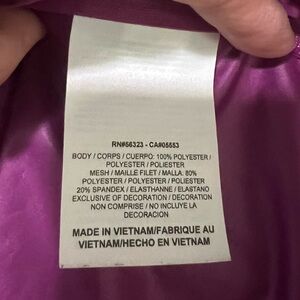 RN#56323 - CA#05553
BODY / CORPS / CUERPO: 100% POLYESTER /
POLYESTER / POLIESTER
MESH / MAILLE FILET / MALLA: 80%
POLYESTER / POLYESTER / POLIESTER
20% SPANDEX / ELASTHANNE / ELASTANO
EXCLUSIVE OF DECORATION / DECORATION
NON COMPRISE / NO INCLUYE LA
DECORACION
MADE IN VIETNAM/FABRIQUE AU
VIETNAM/HECHO EN VIETNAM